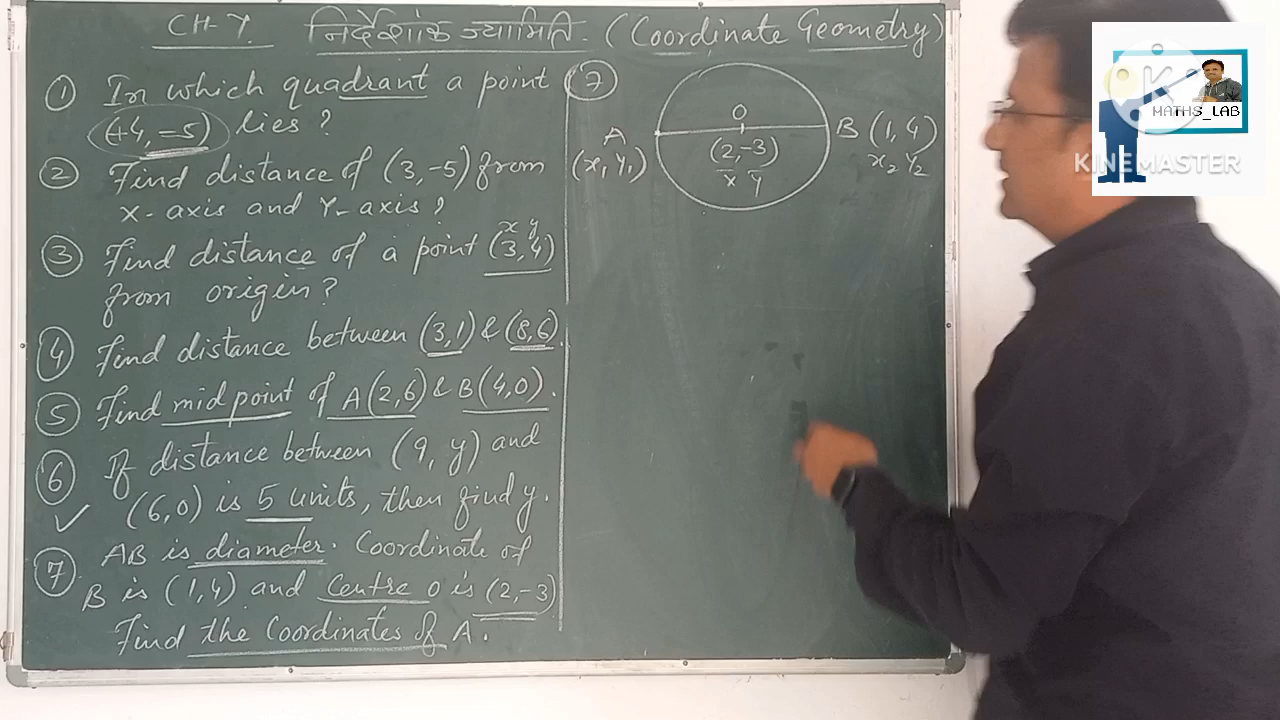 CH-7 निर्देशांक ज्यामिति (Coordinate Geometry)
① In which quadrant a point
(+4, -5) lies?
② Find distance of (3, -5) from
X-axis and Y-axis?
x y
③ Find distance of a point (3, 4)
from origin?
④ Find distance between (3, 1) & (8, 6).
⑤ Find mid point of A(2, 6) & B(4, 0).
⑥ If distance between (9, y) and
(6, 0) is 5 units, then find y.
⑦ AB is diameter. Coordinate of
B is (1, 4) and Centre O is (2, -3)
Find the Coordinates of A.
⑦
O
A B (1, 4)
(x₁ y₁) (2, -3) x₂ y₂
x y
K
MATHS_LAB
KINEMASTER